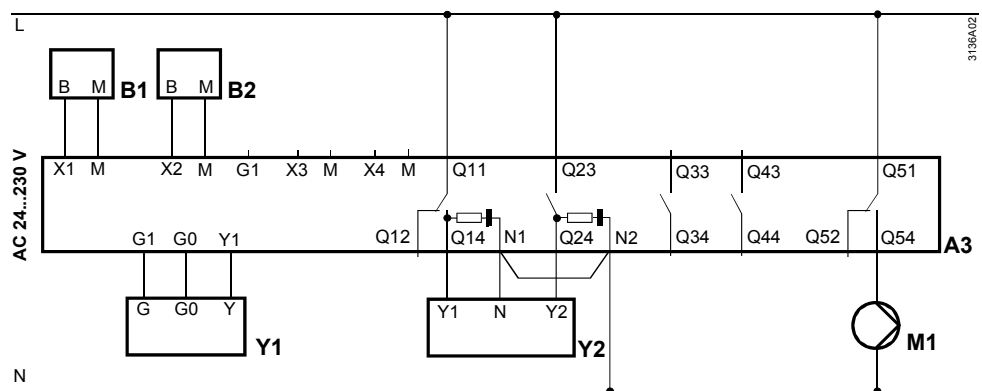 L
3136A02
B M B1 B M B2
AC 24...230 V
X1 M X2 M G1 X3 M X4 M Q11 Q23 Q33 Q43 Q51
G1 G0 Y1 Q12 Q14 N1 Q24 N2 Q34 Q44 Q52 Q54 A3
G G0 Y Y1 Y1 N Y2 Y2 M1
N